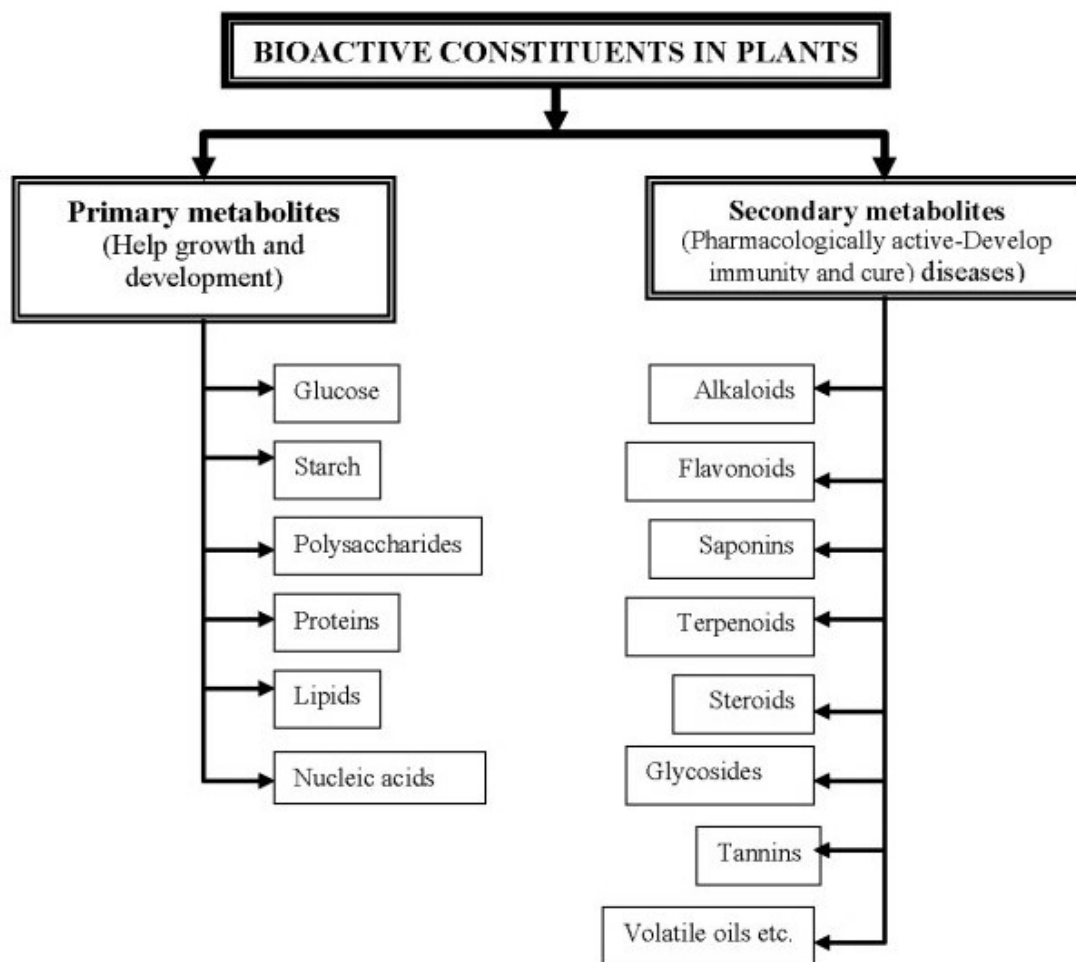 BIOACTIVE CONSTITUENTS IN PLANTS
Primary metabolites
(Help growth and
development)
Glucose
Starch
Polysaccharides
Proteins
Lipids
Nucleic acids
Secondary metabolites
(Pharmacologically active-Develop
immunity and cure) diseases)
Alkaloids
Flavonoids
Saponins
Terpenoids
Steroids
Glycosides
Tannins
Volatile oils etc.